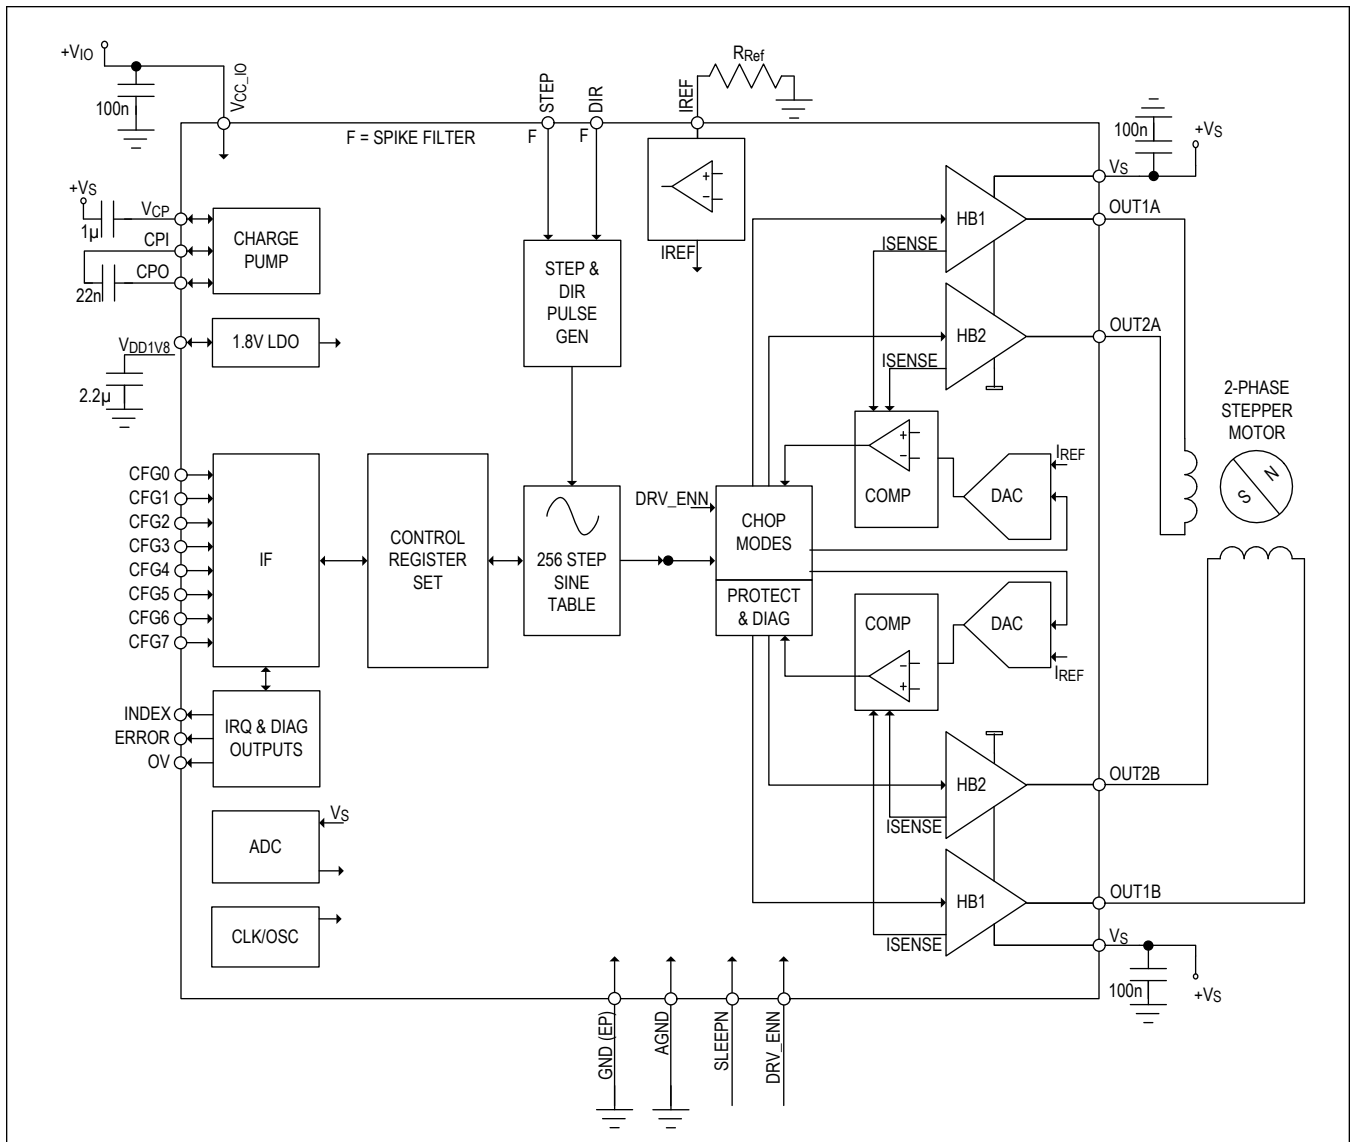 +VIO
100n
VCC_IO
F = SPIKE FILTER
STEP
F
DIR
F
IREF
RRef
+
−
IREF
100n
+VS
VS
+VS
1µ
VCP
CPI
CPO
22n
CHARGE
PUMP
VDD1V8
2.2µ
1.8V LDO
STEP &
DIR
PULSE
GEN
HB1
ISENSE
OUT1A
HB2
ISENSE
OUT2A
2-PHASE
STEPPER
MOTOR
S N
CFG0
CFG1
CFG2
CFG3
CFG4
CFG5
CFG6
CFG7
IF
CONTROL
REGISTER
SET
256 STEP
SINE
TABLE
DRV_ENN
CHOP
MODES
PROTECT
& DIAG
+
−
COMP
DAC
IREF
COMP
−
+
DAC
IREF
INDEX
ERROR
OV
IRQ & DIAG
OUTPUTS
ADC
VS
CLK/OSC
HB2
ISENSE
OUT2B
HB1
ISENSE
OUT1B
VS
100n
+VS
GND (EP)
AGND
SLEEPN
DRV_ENN